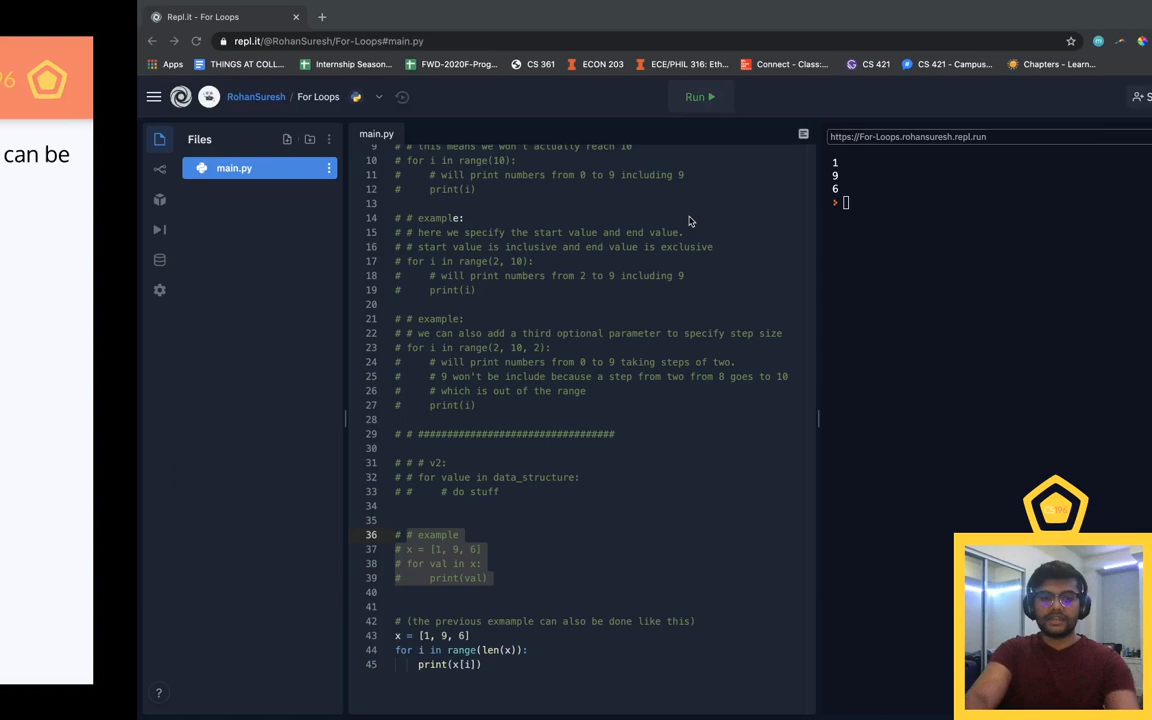 Repl.it - For Loops
repl.it/@RohanSuresh/For-Loops#main.py
Apps
THINGS AT COLL...
Internship Season...
FWD-2020F-Prog...
CS 361
ECON 203
ECE/PHIL 316: Eth...
Connect - Class:...
CS 421
CS 421 - Campus...
Chapters - Learn...
96
can be
RohanSuresh / For Loops
Run
S
Files
main.py
main.py
https://For-Loops.rohansuresh.repl.run
9 # # this means we won't actually reach 10
10 # for i in range(10):
11 #     # will print numbers from 0 to 9 including 9
12 #     print(i)
13
14 # # example:
15 # # here we specify the start value and end value.
16 # # start value is inclusive and end value is exclusive
17 # for i in range(2, 10):
18 #     # will print numbers from 2 to 9 including 9
19 #     print(i)
20
21 # # example:
22 # # we can also add a third optional parameter to specify step size
23 # for i in range(2, 10, 2):
24 #     # will print numbers from 0 to 9 taking steps of two.
25 #     # 9 won't be include because a step from two from 8 goes to 10
26 #     # which is out of the range
27 #     print(i)
28
29 # # ##################################
30
31 # # # v2:
32 # # for value in data_structure:
33 # #     # do stuff
34
35
36 # # example
37 # x = [1, 9, 6]
38 # for val in x:
39 #     print(val)
40
41
42 # (the previous exmample can also be done like this)
43 x = [1, 9, 6]
44 for i in range(len(x)):
45     print(x[i])
1
9
6
>
?
CS196